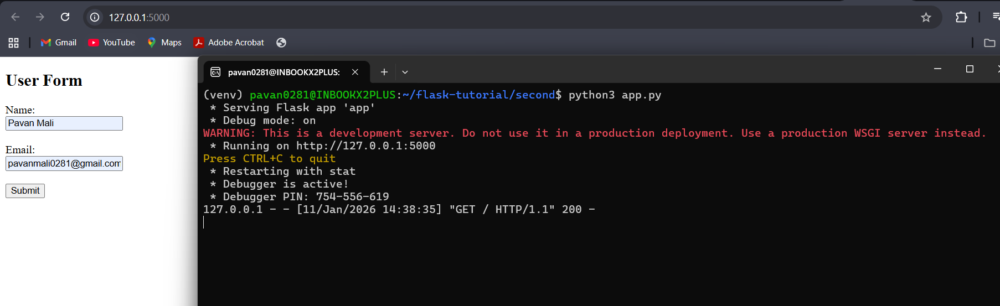 127.0.0.1:5000
Gmail YouTube Maps Adobe Acrobat
User Form
Name:
Pavan Mali
Email:
pavanmali0281@gmail.com
Submit
pavan0281@INBOOKX2PLUS:
(venv) pavan0281@INBOOKX2PLUS:~/flask-tutorial/second$ python3 app.py
* Serving Flask app 'app'
* Debug mode: on
WARNING: This is a development server. Do not use it in a production deployment. Use a production WSGI server instead.
* Running on http://127.0.0.1:5000
Press CTRL+C to quit
* Restarting with stat
* Debugger is active!
* Debugger PIN: 754-556-619
127.0.0.1 - - [11/Jan/2026 14:38:35] "GET / HTTP/1.1" 200 -